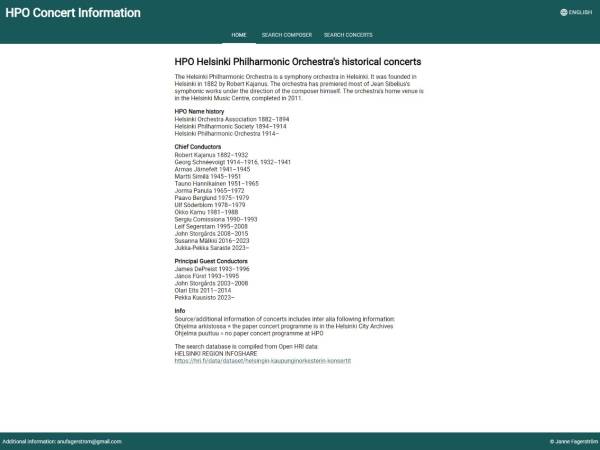 HPO Concert Information
ENGLISH
HOME
SEARCH COMPOSER
SEARCH CONCERTS
HPO Helsinki Philharmonic Orchestra's historical concerts
The Helsinki Philharmonic Orchestra is a symphony orchestra in Helsinki. It was founded in
Helsinki in 1882 by Robert Kajanus. The orchestra has premiered most of Jean Sibelius's
symphonic works under the direction of the composer himself. The orchestra's home venue is
in the Helsinki Music Centre, completed in 2011.
HPO Name history
Helsinki Orchestra Association 1882–1894
Helsinki Philharmonic Society 1894–1914
Helsinki Philharmonic Orchestra 1914–
Chief Conductors
Robert Kajanus 1882–1932
Georg Schnéevoigt 1914–1916, 1932–1941
Armas Järnefelt 1941–1945
Martti Similä 1945–1951
Tauno Hannikainen 1951–1965
Jorma Panula 1965–1972
Paavo Berglund 1975–1979
Ulf Söderblom 1978–1979
Okko Kamu 1981–1988
Sergiu Comissiona 1990–1993
Leif Segerstam 1995–2008
John Storgårds 2008–2015
Susanna Mälkki 2016–2023
Jukka-Pekka Saraste 2023–
Principal Guest Conductors
James DePreist 1993–1996
János Fürst 1993–1995
John Storgårds 2003–2008
Olari Elts 2011–2014
Pekka Kuusisto 2023–
Info
Source/additional information of concerts includes inter alia following information:
Ohjelma arkistossa = the paper concert programme is in the Helsinki City Archives
Ohjelma puuttuu = no paper concert programme at HPO
The search database is compiled from Open HRI data:
HELSINKI REGION INFOSHARE
https://hri.fi/data/dataset/helsingin-kaupunginorkesterin-konsertit
Additional information: anufagerstrom@gmail.com
© Janne Fagerström